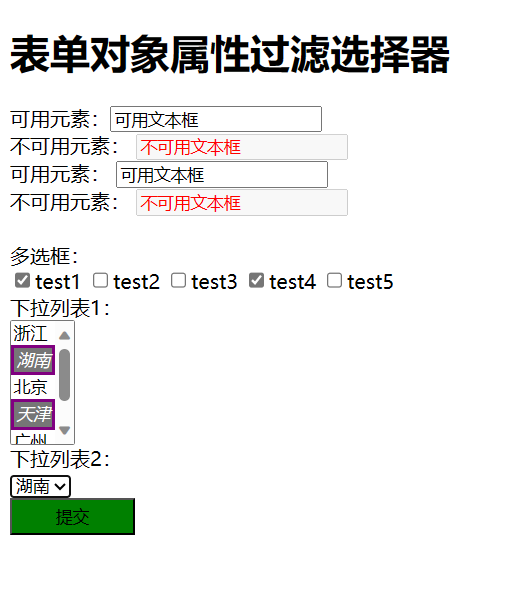 表单对象属性过滤选择器
可用元素：可用文本框
不可用元素： 不可用文本框
可用元素： 可用文本框
不可用元素： 不可用文本框
多选框：
test1 test2 test3 test4 test5
下拉列表1：
浙江
湖南
北京
天津
广州
下拉列表2：
湖南
提交